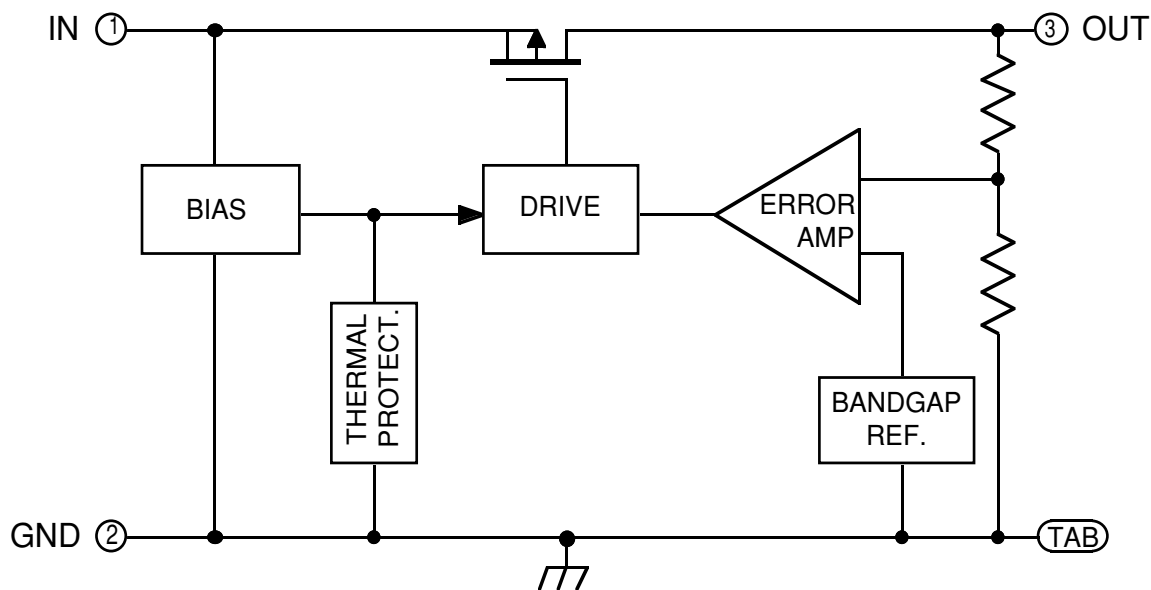 IN 1
3 OUT
BIAS
DRIVE
ERROR
AMP
THERMAL
PROTECT.
BANDGAP
REF.
GND 2
TAB